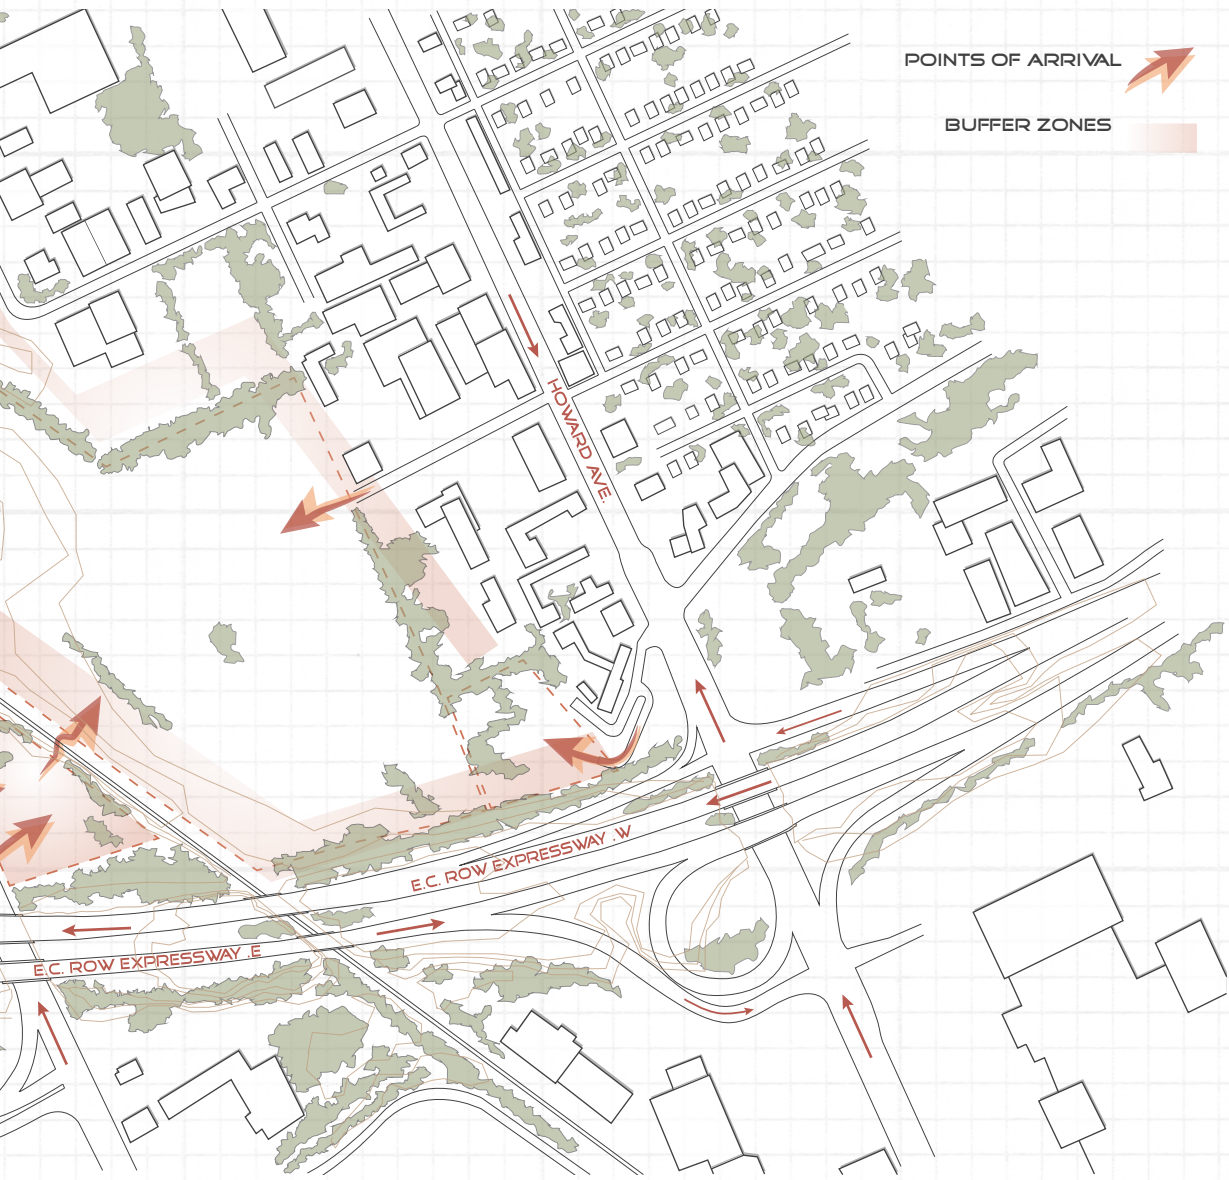 POINTS OF ARRIVAL
BUFFER ZONES
HOWARD AVE.
E.C. ROW EXPRESSWAY .W
E.C. ROW EXPRESSWAY .E